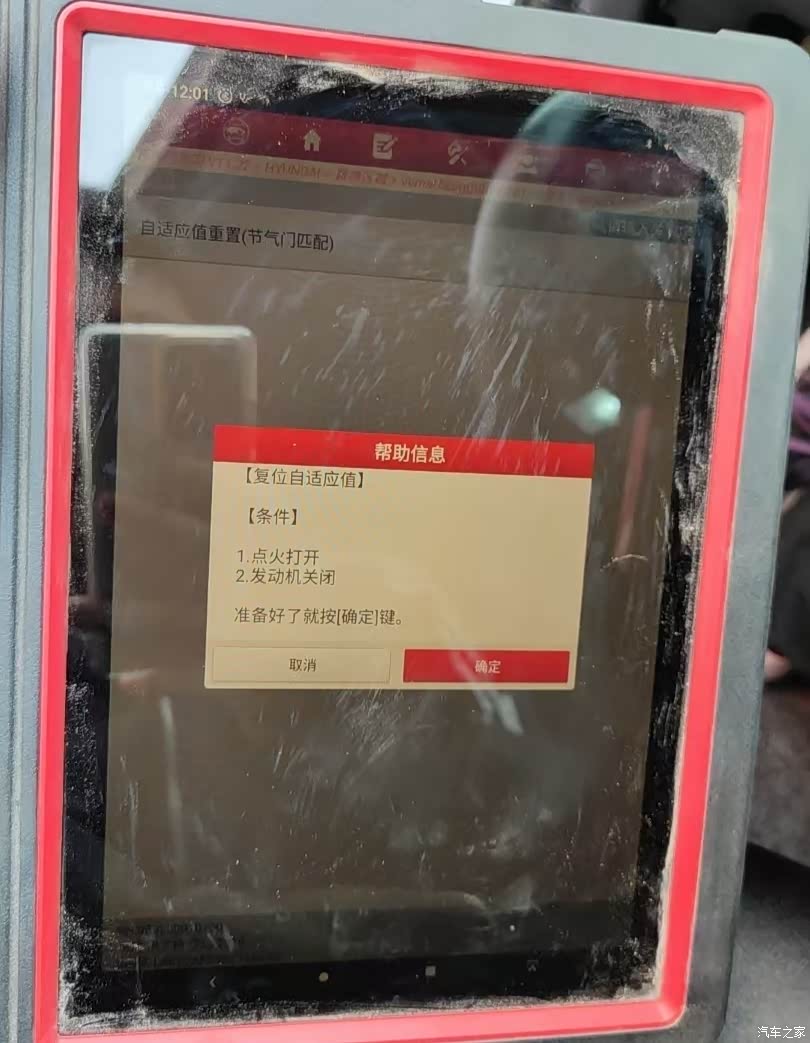 12:01
自适应值重置(节气门匹配)
帮助信息
【复位自适应值】
【条件】
1.点火打开
2.发动机关闭
准备好了就按[确定]键。
取消
确定
汽车之家